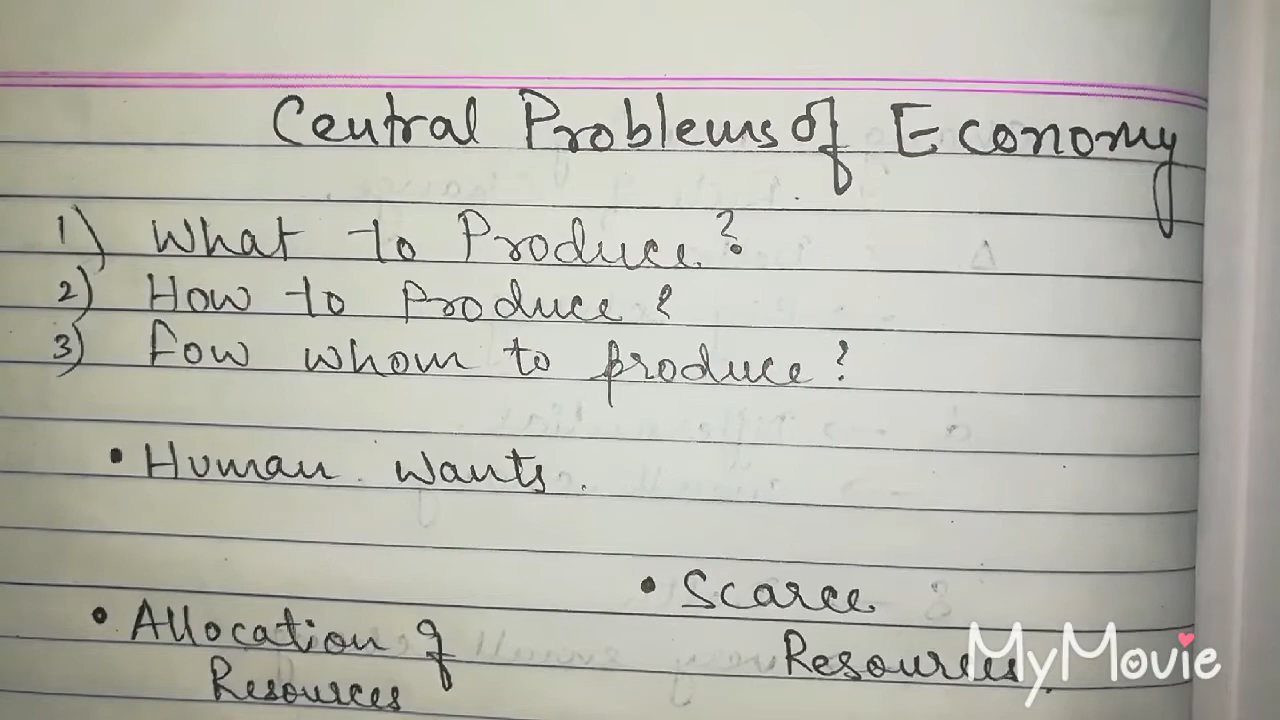 Central Problems of Economy
1) What to Produce?
2) How to Produce?
3) Fow whom to produce?
• Human wants.
• Scarce
Resources.
• Allocation of
Resources
MyMovie